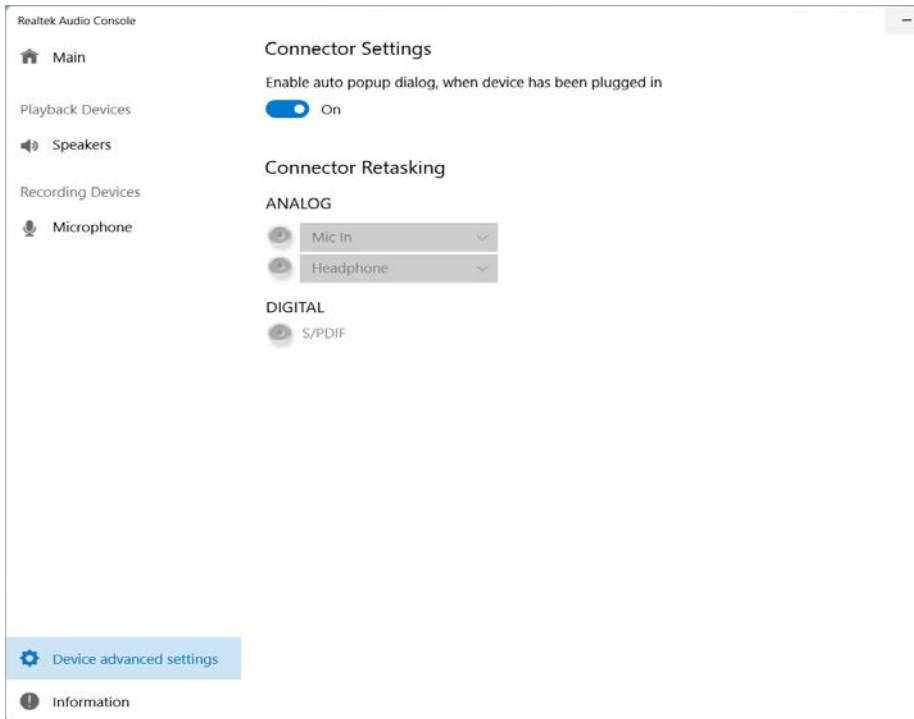 Realtek Audio Console
Main
Playback Devices
Speakers
Recording Devices
Microphone
Device advanced settings
Information
Connector Settings
Enable auto popup dialog, when device has been plugged in
On
Connector Retasking
ANALOG
Mic In
Headphone
DIGITAL
S/PDIF